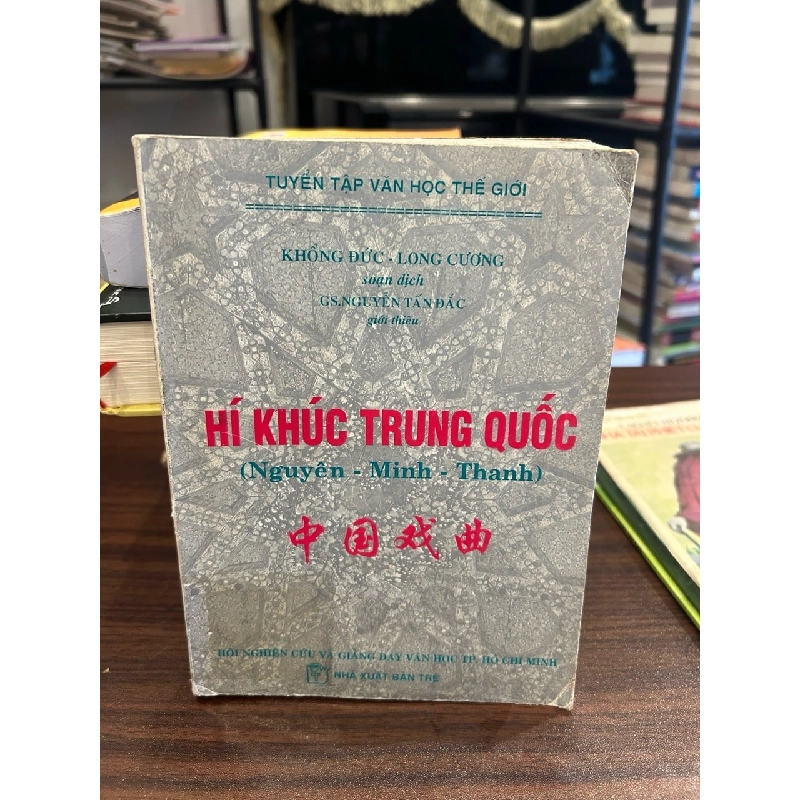 TUYỂN TẬP VĂN HỌC THẾ GIỚI
KHỔNG ĐỨC - LONG CƯƠNG
soạn dịch
GS.NGUYỄN TẤN ĐẮC
giới thiệu
HÍ KHÚC TRUNG QUỐC
(Nguyên - Minh - Thanh)
中国戏曲
HỘI NGHIÊN CỨU VÀ GIẢNG DẠY VĂN HỌC TP. HỒ CHÍ MINH
NHÀ XUẤT BẢN TRẺ